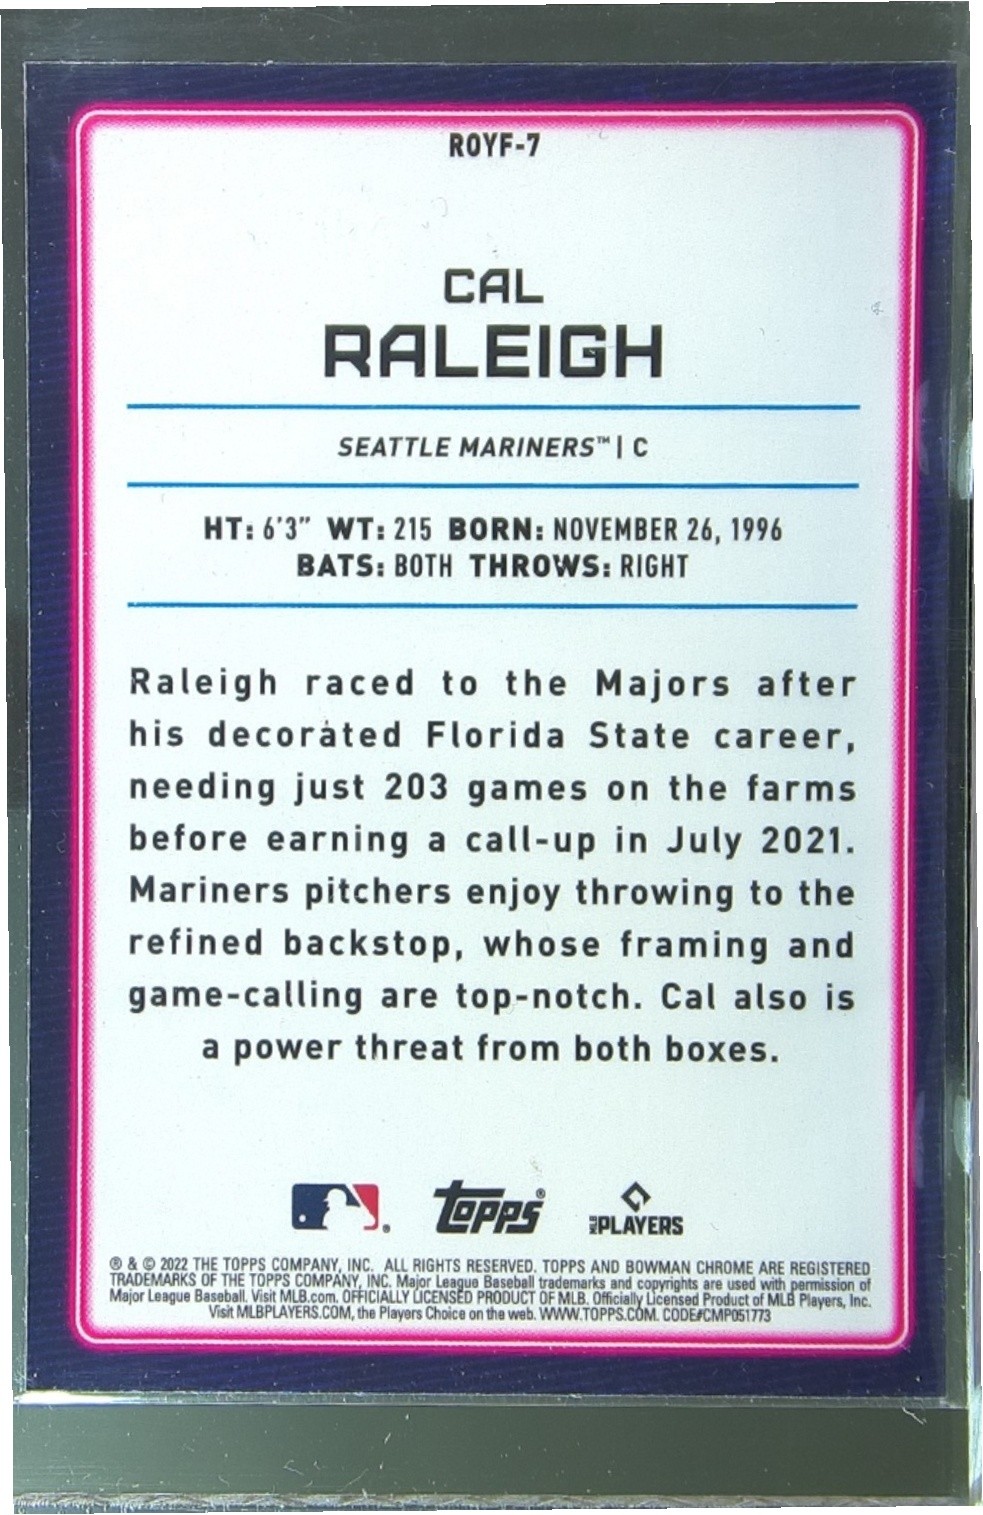 ROYF-7
CAL
RALEIGH
SEATTLE MARINERS™ | C
HT: 6'3" WT: 215 BORN: NOVEMBER 26, 1996
BATS: BOTH THROWS: RIGHT
Raleigh raced to the Majors after
his decorated Florida State career,
needing just 203 games on the farms
before earning a call-up in July 2021.
Mariners pitchers enjoy throwing to the
refined backstop, whose framing and
game-calling are top-notch. Cal also is
a power threat from both boxes.
® Topps® MLB PLAYERS
® & © 2022 THE TOPPS COMPANY, INC. ALL RIGHTS RESERVED. TOPPS AND BOWMAN CHROME ARE REGISTERED
TRADEMARKS OF THE TOPPS COMPANY, INC. Major League Baseball trademarks and copyrights are used with permission of
Major League Baseball. Visit MLB.com. OFFICIALLY LICENSED PRODUCT OF MLB. Officially Licensed Product of MLB Players, Inc.
Visit MLBPLAYERS.COM, the Players Choice on the web. WWW.TOPPS.COM. CODE#CMP051773